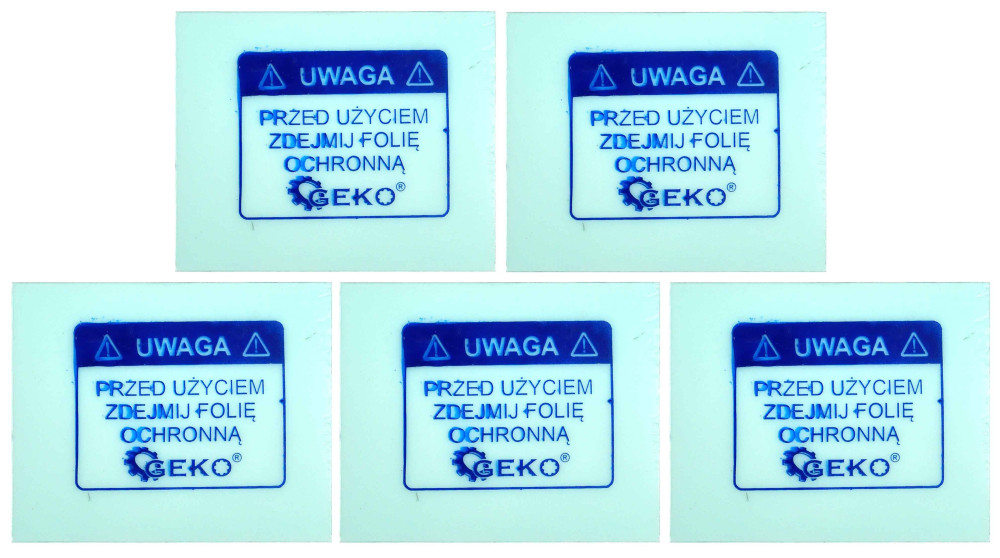 UWAGA
PRZED UŻYCIEM
ZDEJMIJ FOLIĘ
OCHRONNĄ
GEKO®
UWAGA
PRZED UŻYCIEM
ZDEJMIJ FOLIĘ
OCHRONNĄ
GEKO®
UWAGA
PRZED UŻYCIEM
ZDEJMIJ FOLIĘ
OCHRONNĄ
GEKO®
UWAGA
PRZED UŻYCIEM
ZDEJMIJ FOLIĘ
OCHRONNĄ
GEKO®
UWAGA
PRZED UŻYCIEM
ZDEJMIJ FOLIĘ
OCHRONNĄ
GEKO®